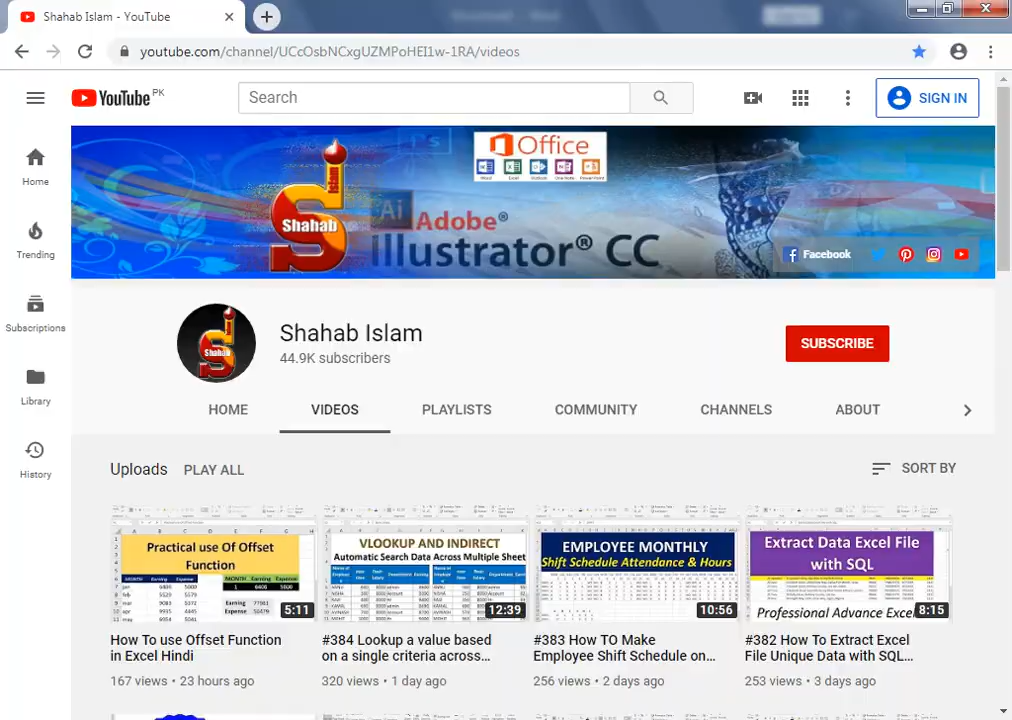 Shahab Islam - YouTube
youtube.com/channel/UCcOsbNCxgUZMPoHEI1w-1RA/videos
YouTube PK
Search
SIGN IN
Home
Trending
Subscriptions
Library
History
Office
Islam
Shahab
Ai
Adobe®
illustrator® CC
Facebook
Shahab
Shahab Islam
44.9K subscribers
SUBSCRIBE
HOME
VIDEOS
PLAYLISTS
COMMUNITY
CHANNELS
ABOUT
Uploads
PLAY ALL
SORT BY
Practical use Of Offset
Function
5:11
How To use Offset Function
in Excel Hindi
167 views • 23 hours ago
VLOOKUP AND INDIRECT
Automatic Search Data Across Multiple Sheet
12:39
#384 Lookup a value based
on a single criteria across...
320 views • 1 day ago
EMPLOYEE MONTHLY
Shift Schedule Attendance & Hours
10:56
#383 How TO Make
Employee Shift Schedule on...
256 views • 2 days ago
Extract Data Excel File
with SQL
Professional Advance Excel
8:15
#382 How To Extract Excel
File Unique Data with SQL...
253 views • 3 days ago